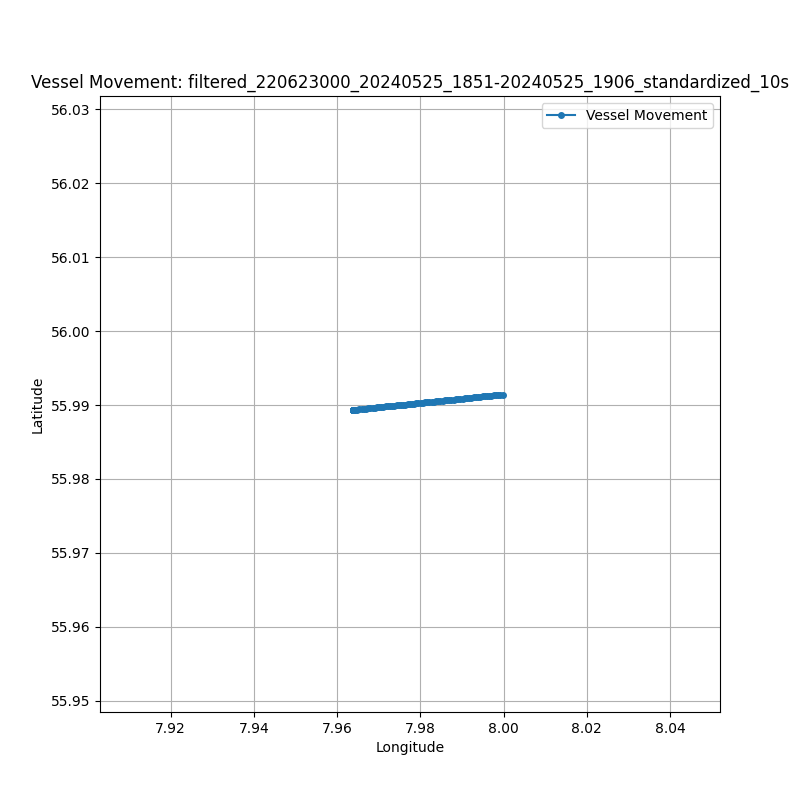 Vessel Movement: filtered_220623000_20240525_1851-20240525_1906_standardized_10s
Vessel Movement
56.03
56.02
56.01
56.00
55.99
55.98
55.97
55.96
55.95
Latitude
7.92 7.94 7.96 7.98 8.00 8.02 8.04
Longitude